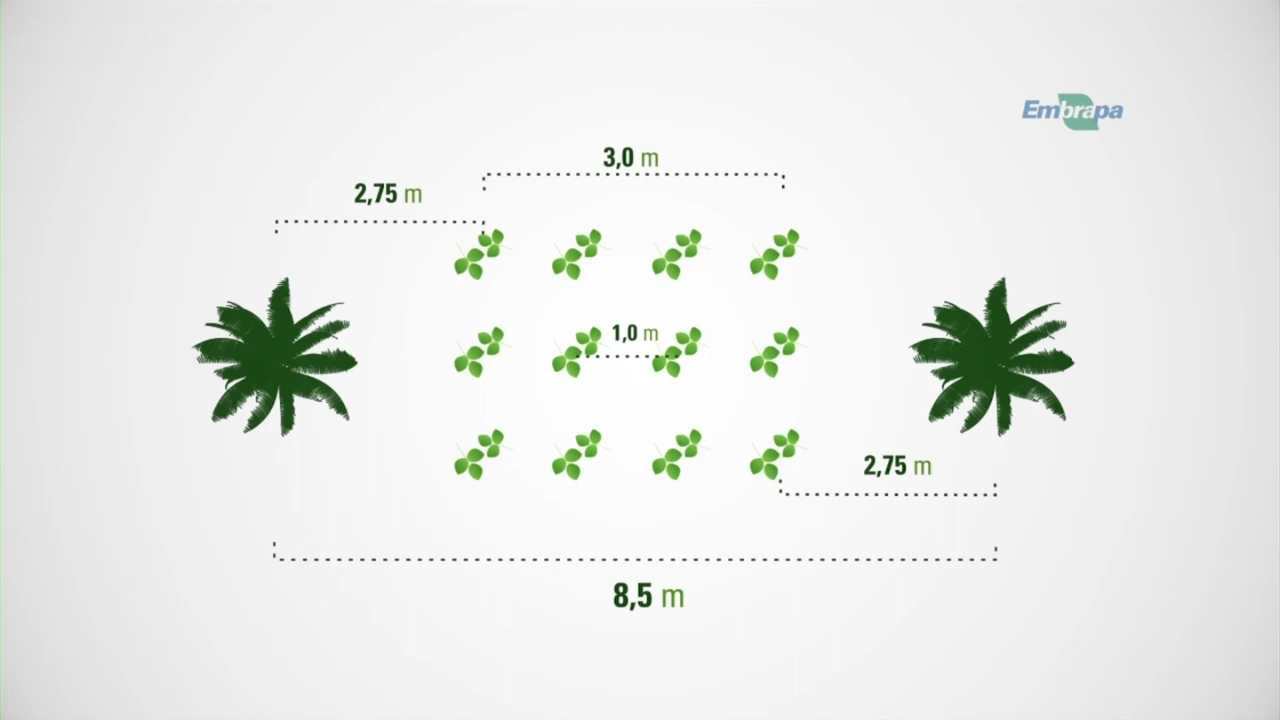 Embrapa
3,0 m
2,75 m
1,0 m
2,75 m
8,5 m